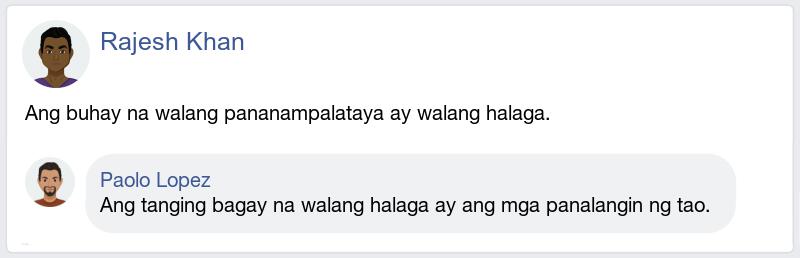 Rajesh Khan
Ang buhay na walang pananampalataya ay walang halaga.
Paolo Lopez
Ang tanging bagay na walang halaga ay ang mga panalangin ng tao.